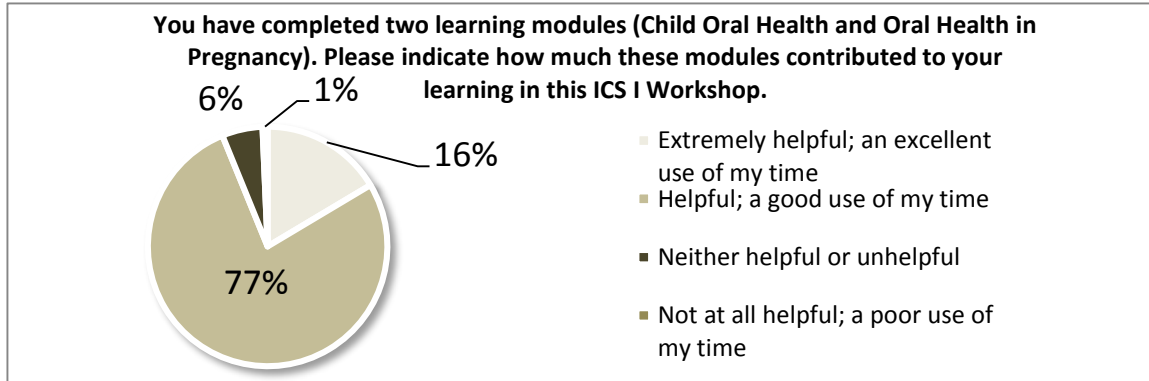 You have completed two learning modules (Child Oral Health and Oral Health in
Pregnancy). Please indicate how much these modules contributed to your
learning in this ICS I Workshop.
6%
1%
16%
77%
Extremely helpful; an excellent
use of my time
Helpful; a good use of my time
Neither helpful or unhelpful
Not at all helpful; a poor use of
my time